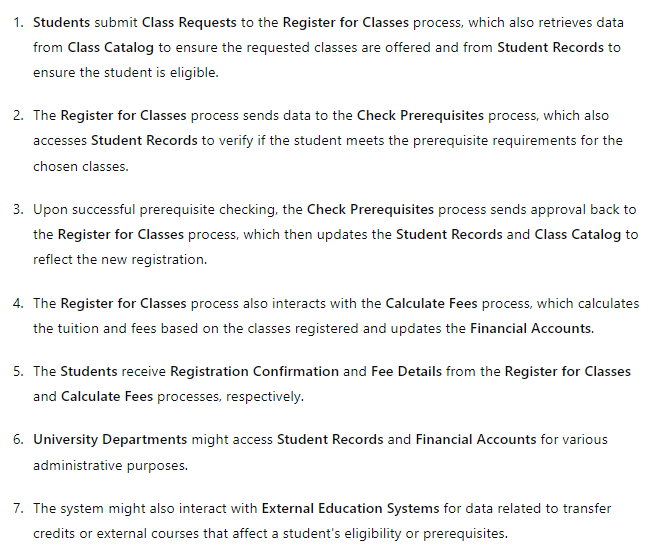 1. Students submit Class Requests to the Register for Classes process, which also retrieves data
from Class Catalog to ensure the requested classes are offered and from Student Records to
ensure the student is eligible.
2. The Register for Classes process sends data to the Check Prerequisites process, which also
accesses Student Records to verify if the student meets the prerequisite requirements for the
chosen classes.
3. Upon successful prerequisite checking, the Check Prerequisites process sends approval back to
the Register for Classes process, which then updates the Student Records and Class Catalog to
reflect the new registration.
4. The Register for Classes process also interacts with the Calculate Fees process, which calculates
the tuition and fees based on the classes registered and updates the Financial Accounts.
5. The Students receive Registration Confirmation and Fee Details from the Register for Classes
and Calculate Fees processes, respectively.
6. University Departments might access Student Records and Financial Accounts for various
administrative purposes.
7. The system might also interact with External Education Systems for data related to transfer
credits or external courses that affect a student's eligibility or prerequisites.